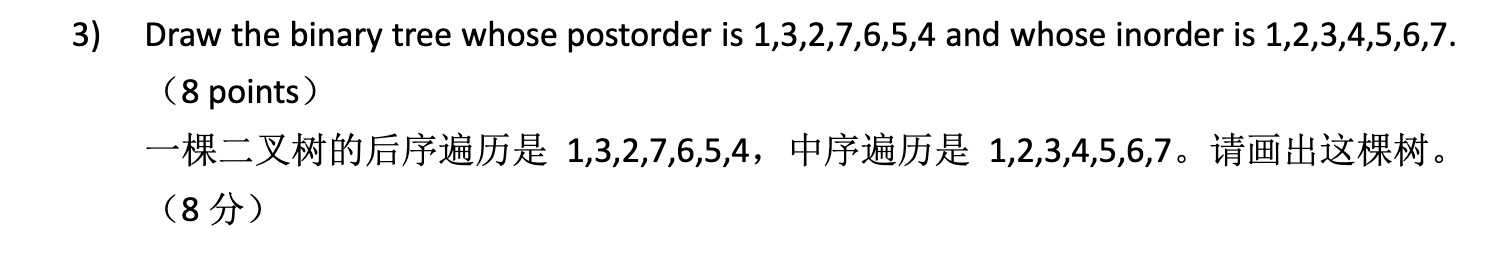 3) Draw the binary tree whose postorder is 1,3,2,7,6,5,4 and whose inorder is 1,2,3,4,5,6,7.
（8 points）
一棵二叉树的后序遍历是 1,3,2,7,6,5,4，中序遍历是 1,2,3,4,5,6,7。请画出这棵树。
（8 分）